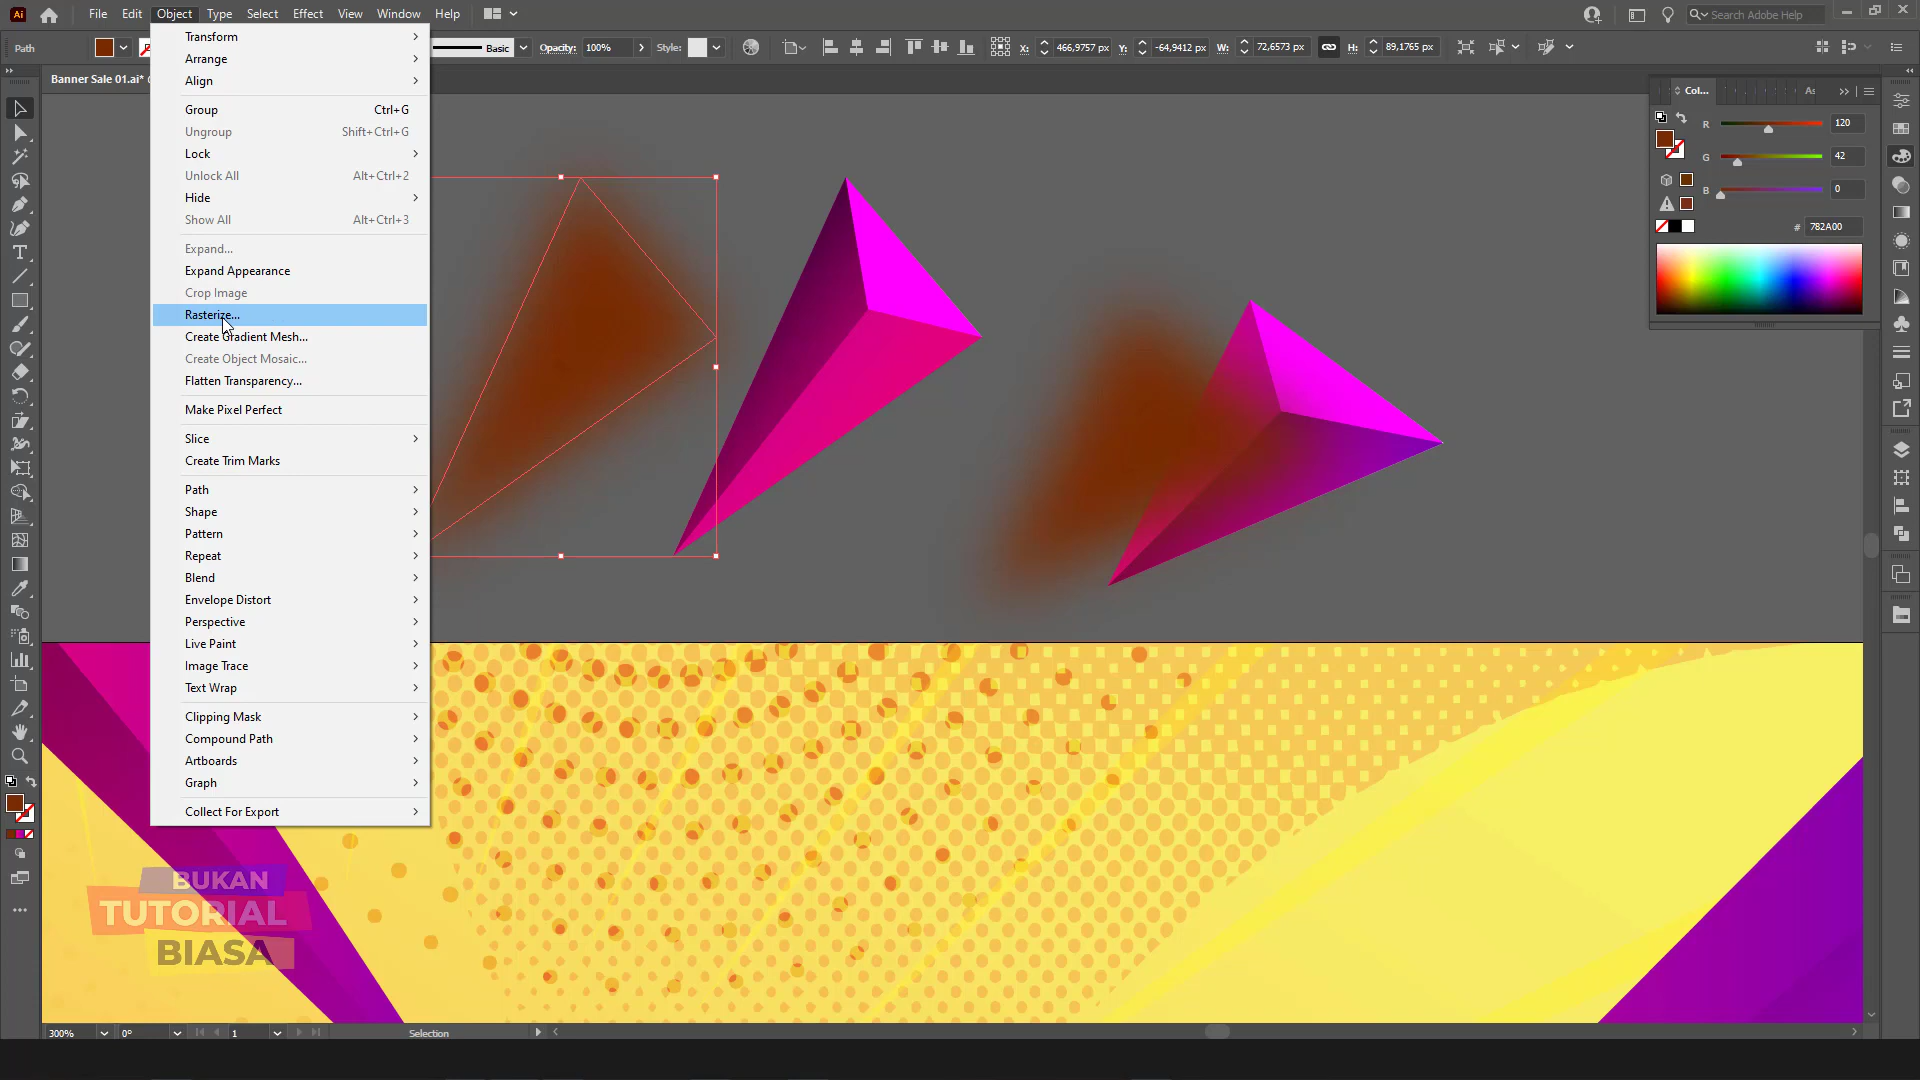 Ai File Edit Object Type Select Effect View Window Help Search Adobe Help
Path Basic Opacity: 100% Style: X: 466,9757 px Y: -64,9412 px W: 72,6573 px H: 89,1765 px
Banner Sale 01.ai*
Transform
Arrange
Align
Group Ctrl+G
Ungroup Shift+Ctrl+G
Lock
Unlock All Alt+Ctrl+2
Hide
Show All Alt+Ctrl+3
Expand...
Expand Appearance
Crop Image
Rasterize...
Create Gradient Mesh...
Create Object Mosaic...
Flatten Transparency...
Make Pixel Perfect
Slice
Create Trim Marks
Path
Shape
Pattern
Repeat
Blend
Envelope Distort
Perspective
Live Paint
Image Trace
Text Wrap
Clipping Mask
Compound Path
Artboards
Graph
Collect For Export
Col... As
R 120
G 42
B 0
# 782A00
BUKAN
TUTORIAL
BIASA
300% 0° 1 Selection